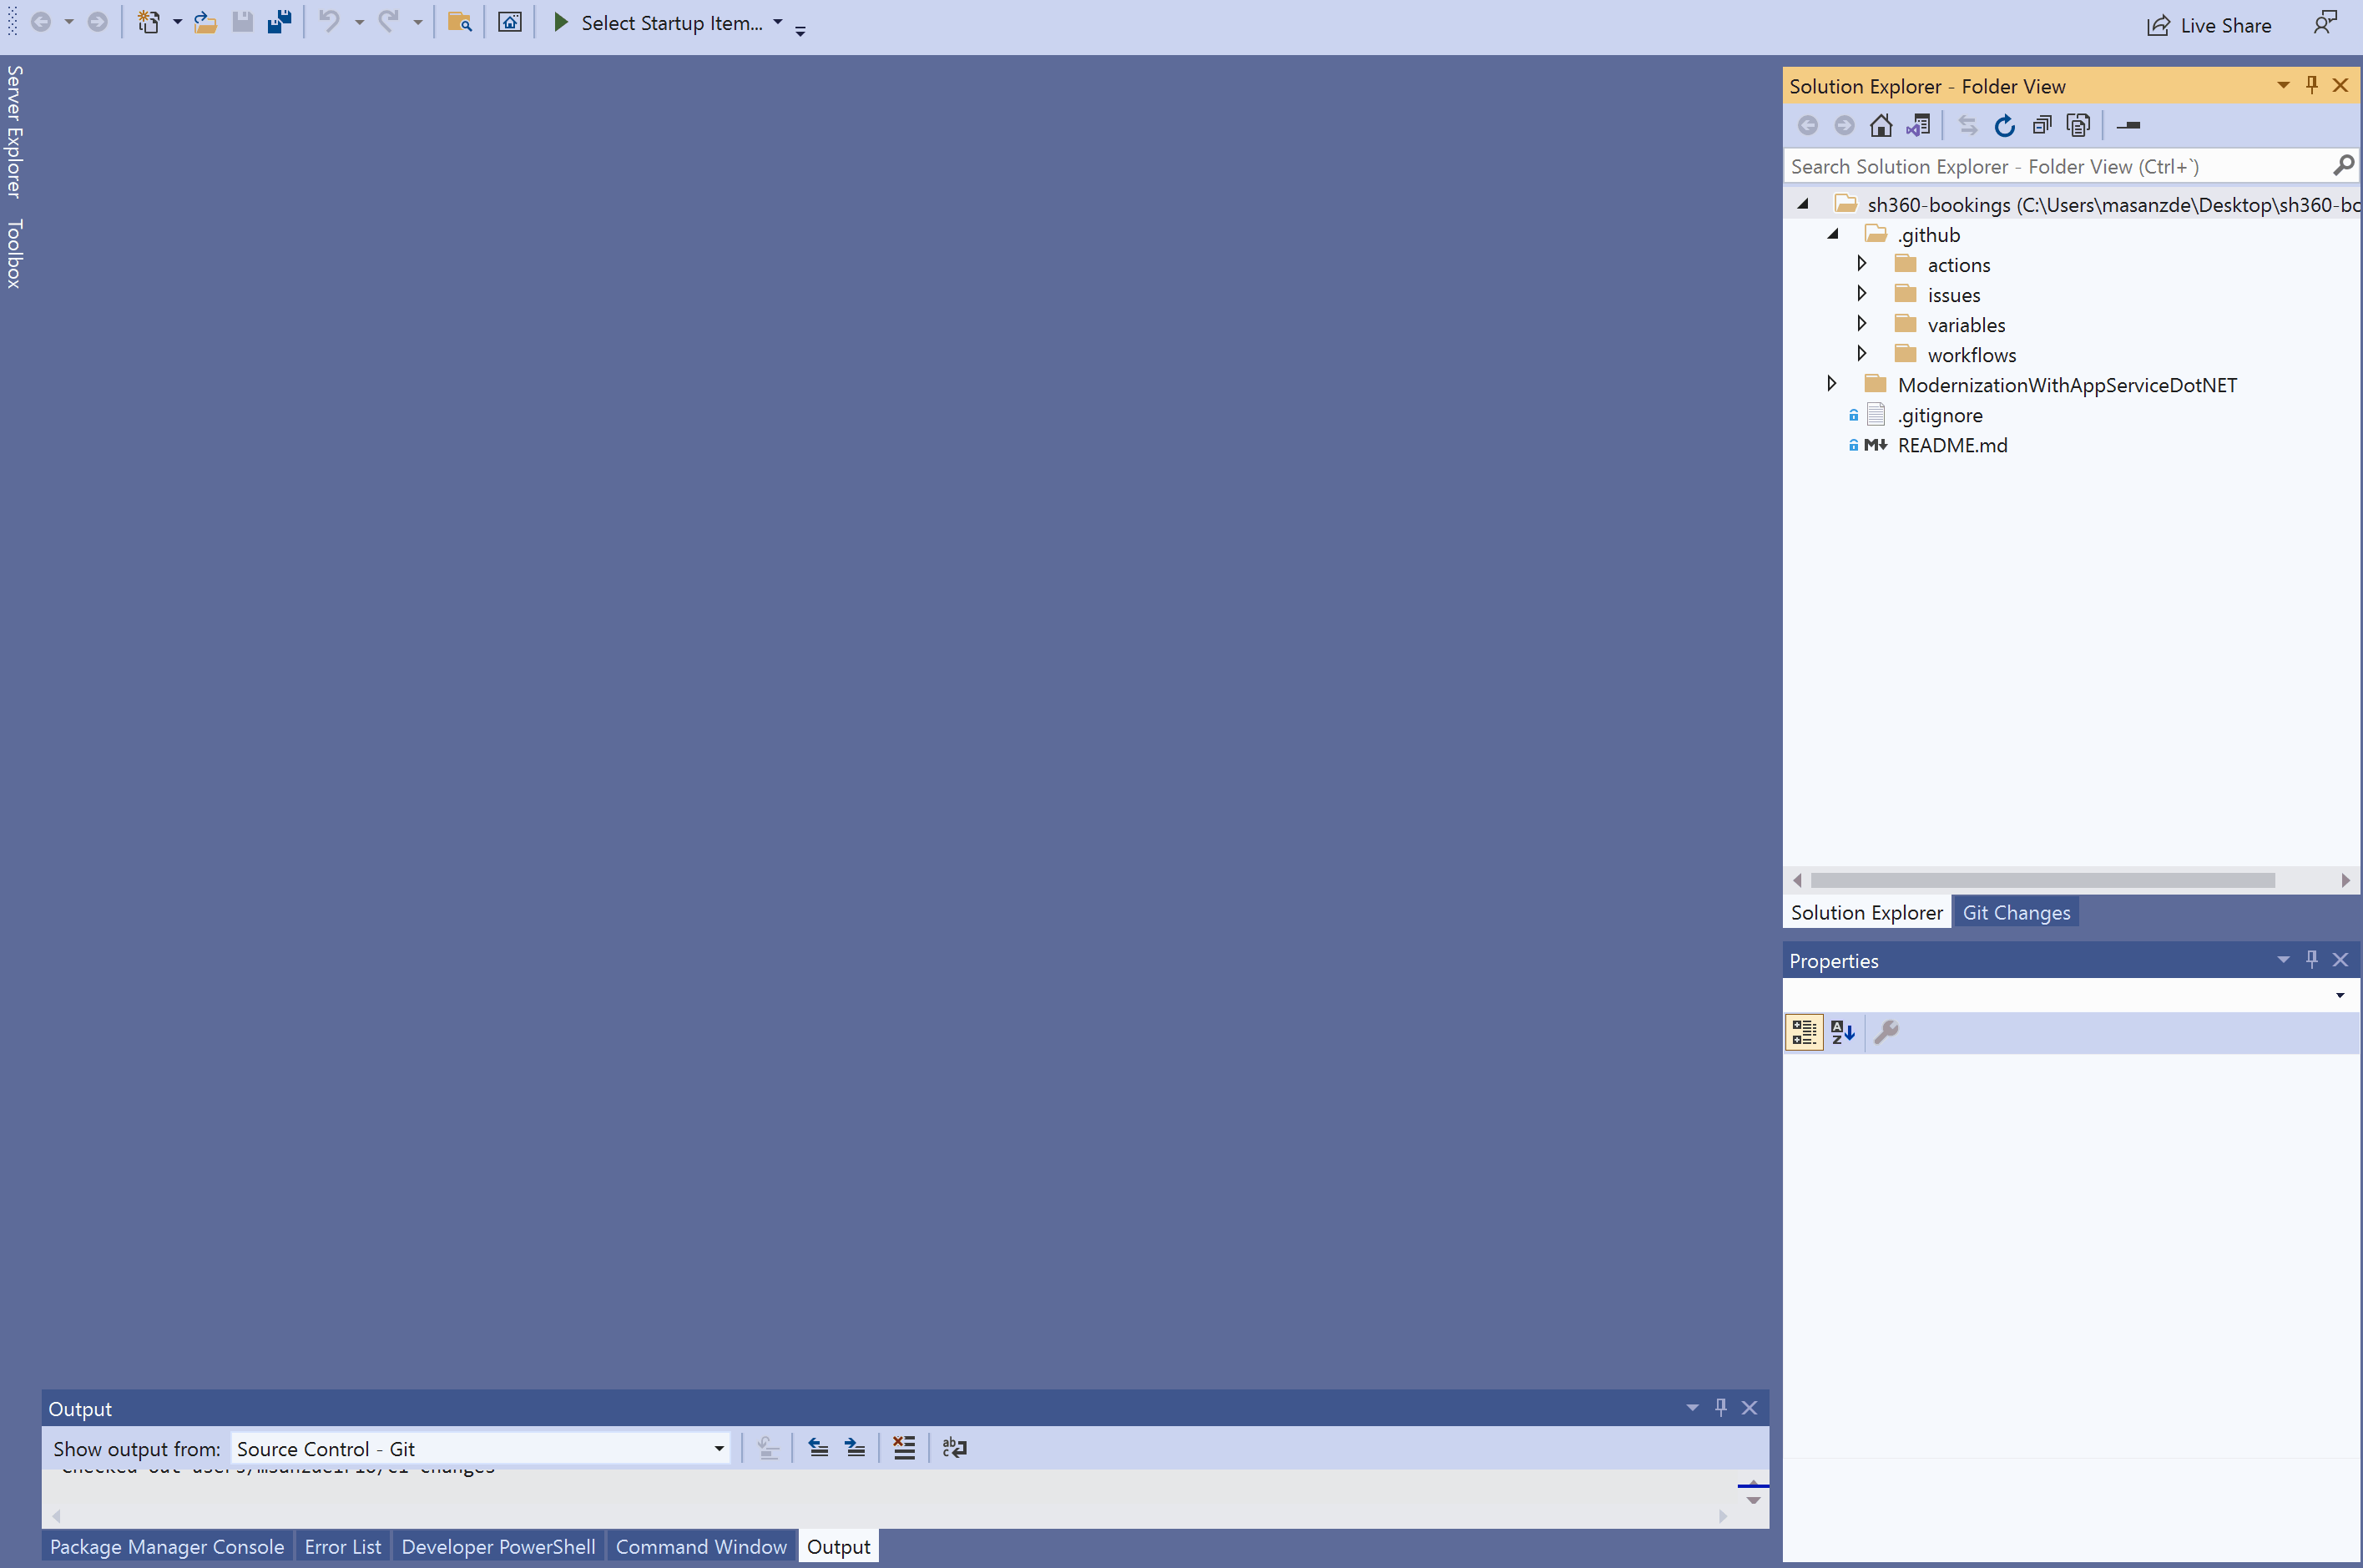 Select Startup Item...
Live Share
Server Explorer
Toolbox
Solution Explorer - Folder View
Search Solution Explorer - Folder View (Ctrl+`)
sh360-bookings (C:\Users\masanzde\Desktop\sh360-bo
.github
actions
issues
variables
workflows
ModernizationWithAppServiceDotNET
.gitignore
README.md
Solution Explorer
Git Changes
Properties
Output
Show output from:
Source Control - Git
Package Manager Console
Error List
Developer PowerShell
Command Window
Output